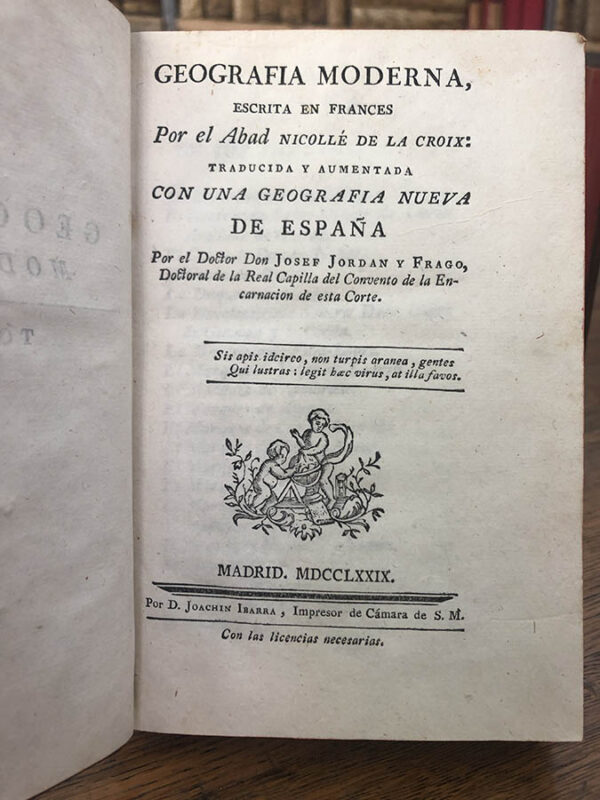 GEOGRAFIA MODERNA,
ESCRITA EN FRANCES
Por el Abad NICOLLÉ DE LA CROIX:
TRADUCIDA Y AUMENTADA
CON UNA GEOGRAFIA NUEVA
DE ESPAÑA
Por el Doctor Don JOSEF JORDAN Y FRAGO,
Doctoral de la Real Capilla del Convento de la En-
carnacion de esta Corte.
Sis apis idcirco, non turpis aranea, gentes
Qui lustras: legit hæc virus, at illa favos.
MADRID. MDCCLXXIX.
Por D. JOACHIN IBARRA, Impresor de Cámara de S. M.
Con las licencias necesarias.